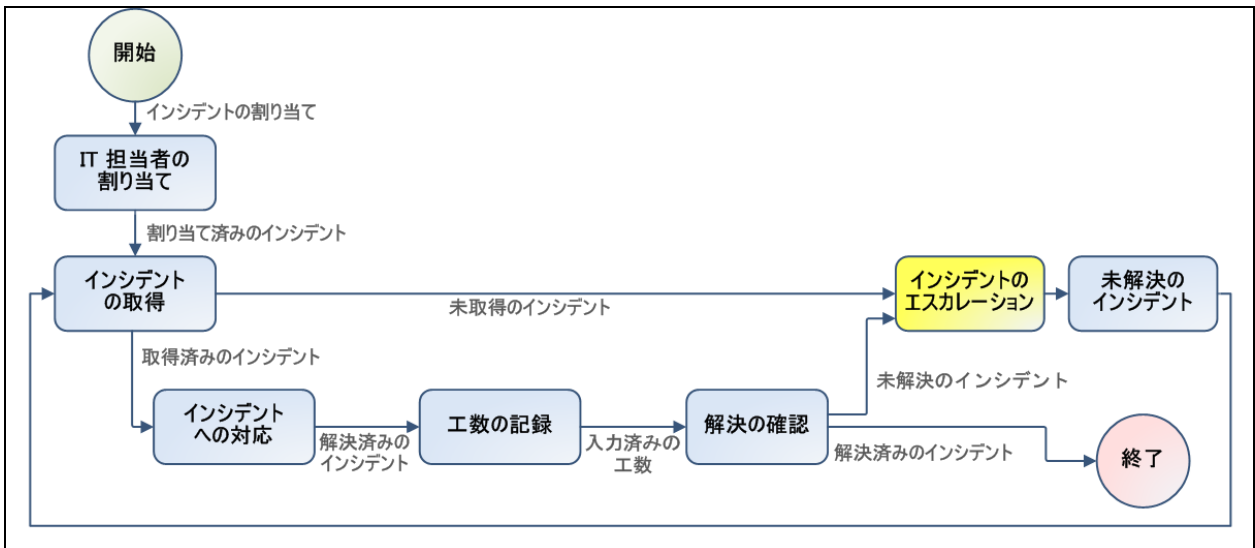 開始
インシデントの割り当て
IT 担当者の
割り当て
割り当て済みのインシデント
インシデント
の取得
未取得のインシデント
インシデントの
エスカレーション
未解決の
インシデント
取得済みのインシデント
未解決のインシデント
インシデント
への対応
解決済みの
インシデント
工数の記録
入力済みの
工数
解決の確認
解決済みのインシデント
終了